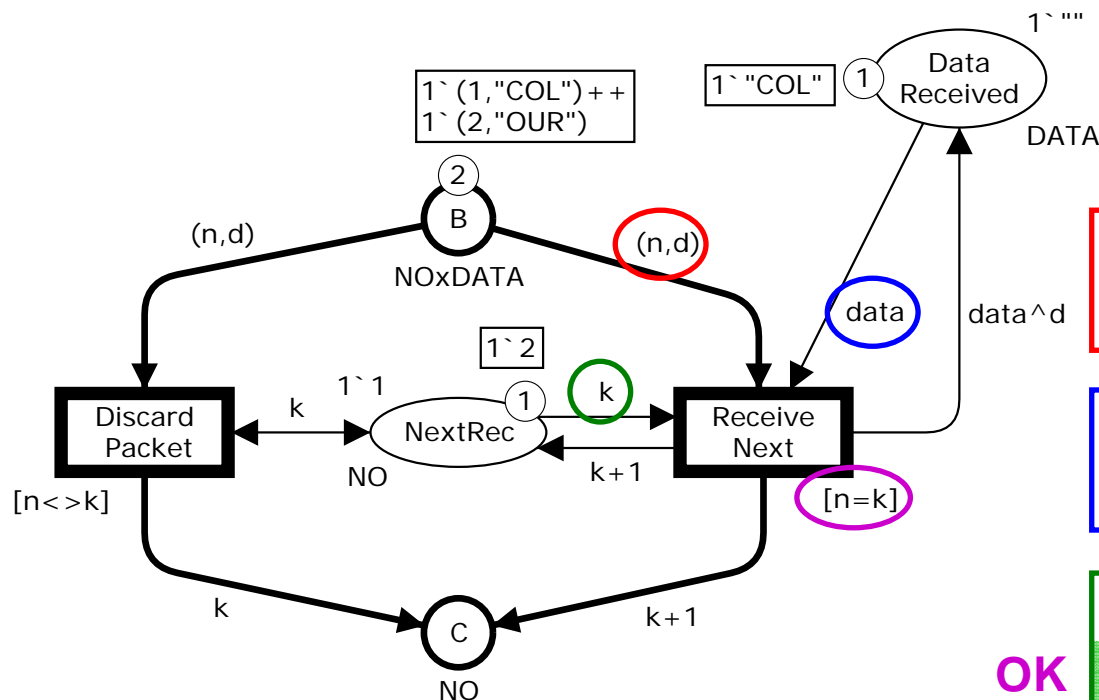 1`""
Data
Received
1`"COL"
1
DATA
1`(1,"COL")++
1`(2,"OUR")
2
B
NOxDATA
(n,d)
(n,d)
data
data^d
1`2
1`1
1
k
k
NextRec
NO
k+1
Discard
Packet
[n<>k]
Receive
Next
[n=k]
k
k+1
C
NO
OK